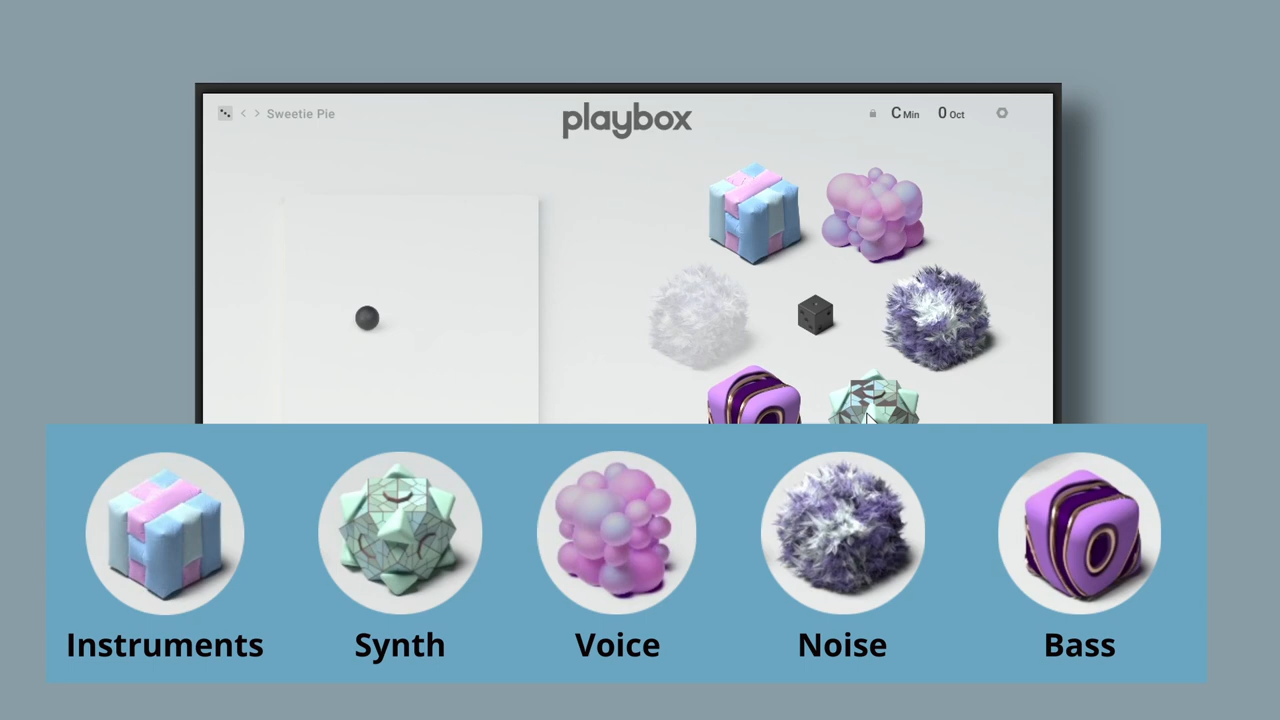 Sweetie Pie
playbox
C Min
0 Oct
Instruments
Synth
Voice
Noise
Bass